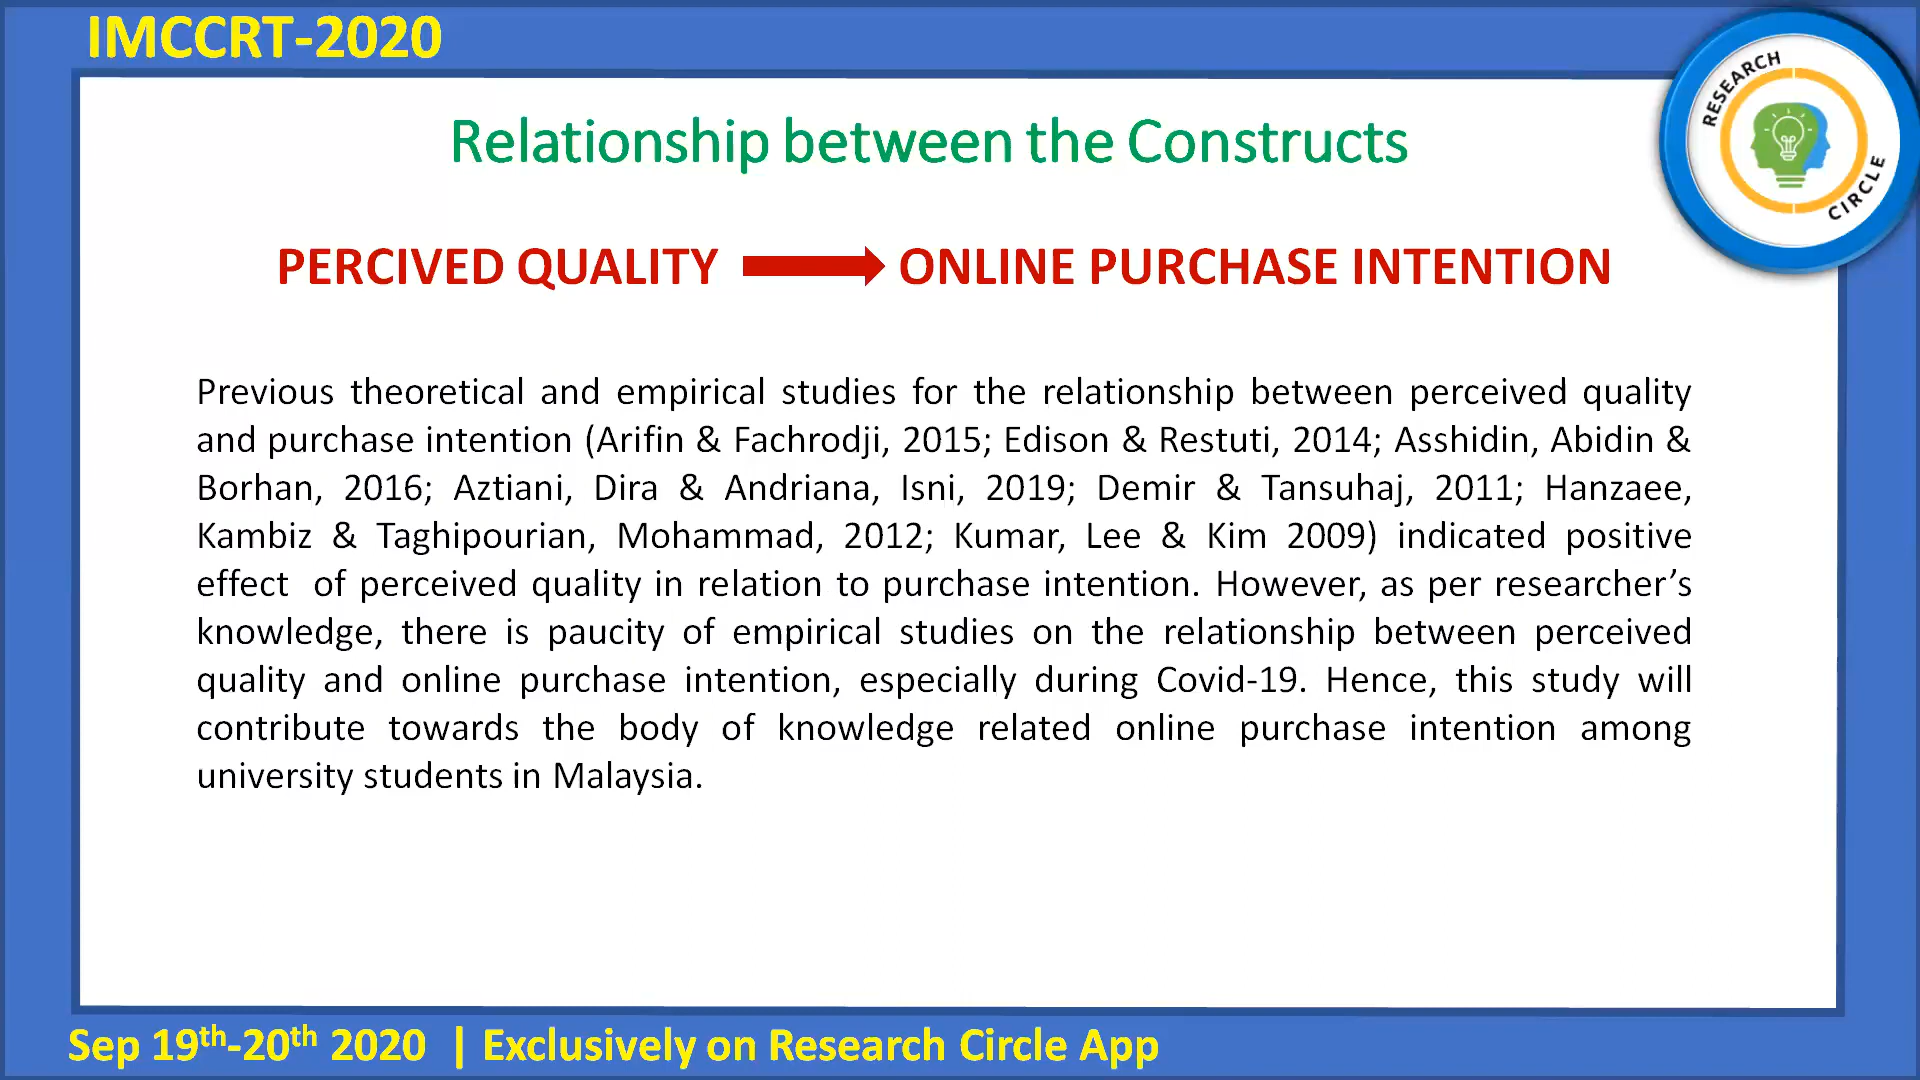 IMCCRT-2020
RESEARCH
CIRCLE
Relationship between the Constructs
PERCIVED QUALITY ONLINE PURCHASE INTENTION
Previous theoretical and empirical studies for the relationship between perceived quality
and purchase intention (Arifin & Fachrodji, 2015; Edison & Restuti, 2014; Asshidin, Abidin &
Borhan, 2016; Aztiani, Dira & Andriana, Isni, 2019; Demir & Tansuhaj, 2011; Hanzaee,
Kambiz & Taghipourian, Mohammad, 2012; Kumar, Lee & Kim 2009) indicated positive
effect of perceived quality in relation to purchase intention. However, as per researcher’s
knowledge, there is paucity of empirical studies on the relationship between perceived
quality and online purchase intention, especially during Covid-19. Hence, this study will
contribute towards the body of knowledge related online purchase intention among
university students in Malaysia.
Sep 19th-20th 2020 | Exclusively on Research Circle App